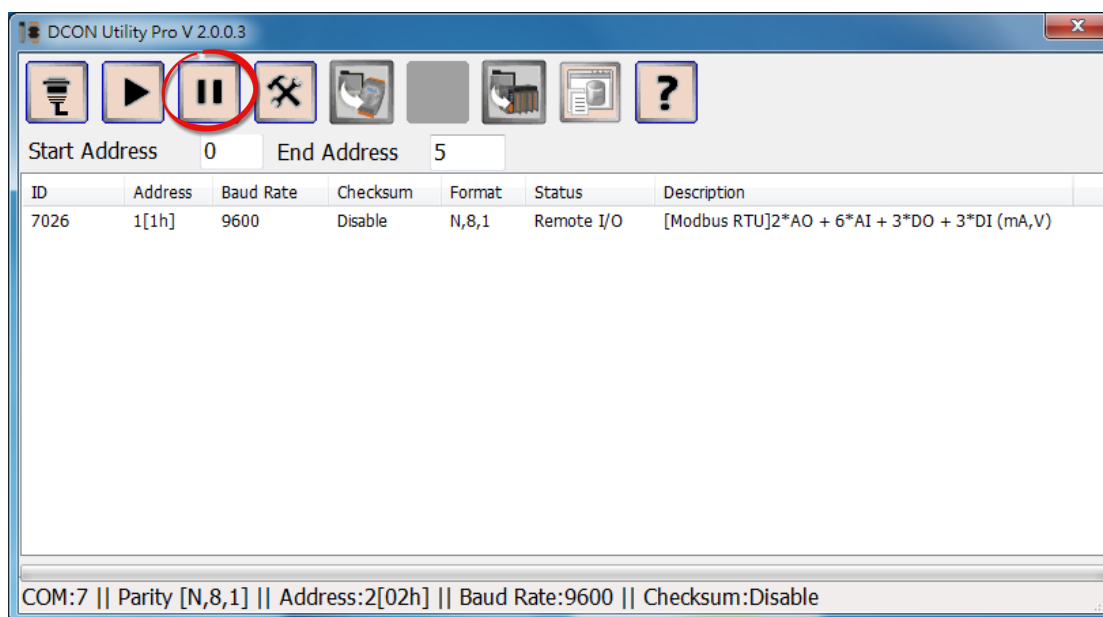 DCON Utility Pro V 2.0.0.3
Start Address 0 End Address 5
ID Address Baud Rate Checksum Format Status Description
7026 1[1h] 9600 Disable N,8,1 Remote I/O [Modbus RTU]2*AO + 6*AI + 3*DO + 3*DI (mA,V)
COM:7 || Parity [N,8,1] || Address:2[02h] || Baud Rate:9600 || Checksum:Disable